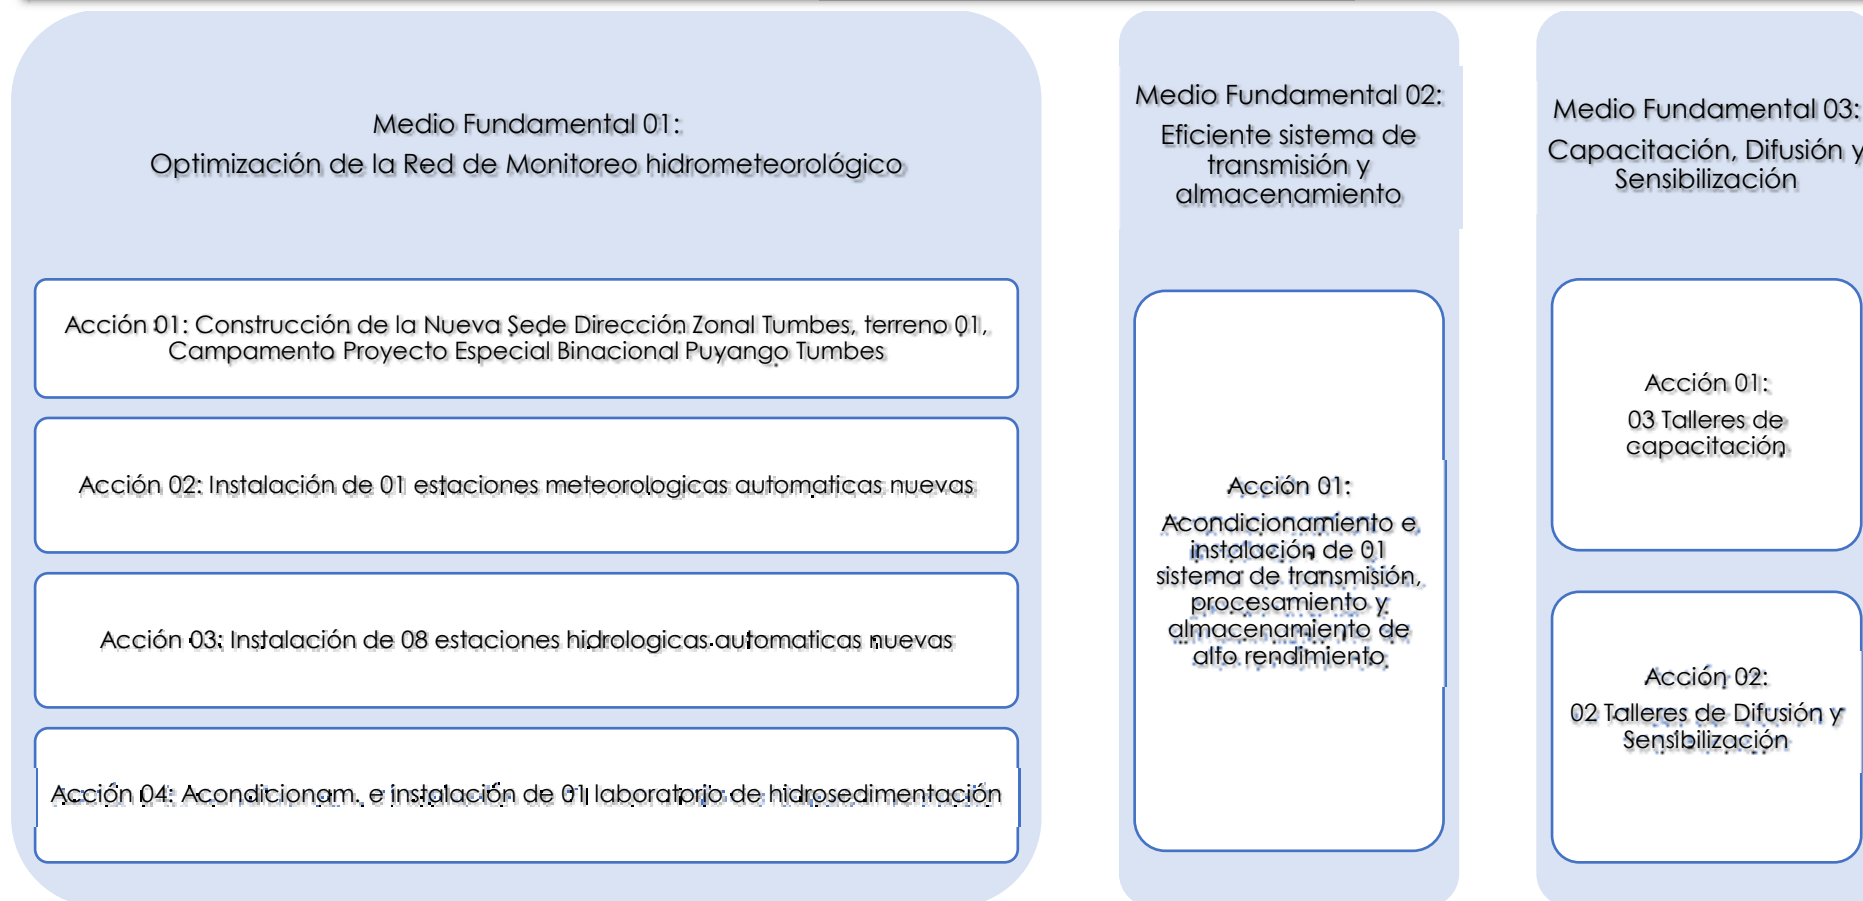 Medio Fundamental 01:
Optimización de la Red de Monitoreo hidrometeorológico
Acción 01: Construcción de la Nueva Sede Dirección Zonal Tumbes, terreno 01,
Campamento Proyecto Especial Binacional Puyango Tumbes
Acción 02: Instalación de 01 estaciones meteorologicas automaticas nuevas
Acción 03: Instalación de 08 estaciones hidrologicas automaticas nuevas
Acción 04: Acondicionam. e instalación de 01 laboratorio de hidrosedimentación
Medio Fundamental 02:
Eficiente sistema de
transmisión y
almacenamiento
Acción 01:
Acondicionamiento e
instalación de 01
sistema de transmisión,
procesamiento y
almacenamiento de
alto rendimiento
Medio Fundamental 03:
Capacitación, Difusión y
Sensibilización
Acción 01:
03 Talleres de
capacitación
Acción 02:
02 Talleres de Difusión y
Sensibilización